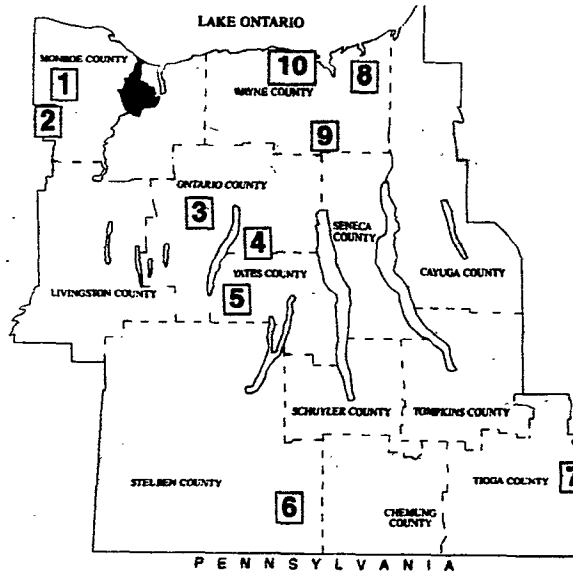 LAKE ONTARIO
MONROE COUNTY
1
10
8
WAYNE COUNTY
2
9
ONTARIO COUNTY
3
SENECA
COUNTY
4
YATES COUNTY
CAYUGA COUNTY
5
LIVINGSTON COUNTY
SCHUYLER COUNTY
TOMPKINS COUNTY
STEUBEN COUNTY
TIOGA COUNTY
7
6
CHEMUNG
COUNTY
PENNSYLVANIA